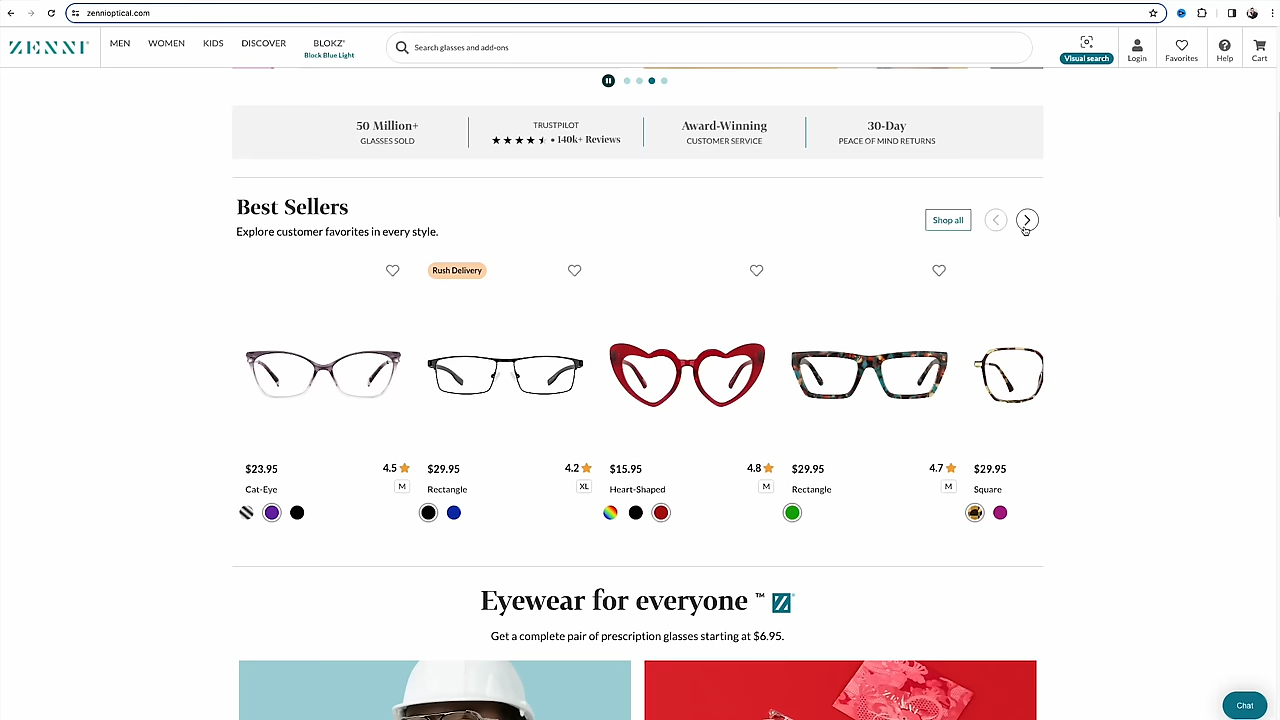 zennioptical.com
ZENNI
MEN
WOMEN
KIDS
DISCOVER
BLOKZ®
Block Blue Light
Search glasses and add-ons
Visual search
Login
Favorites
Help
Cart
50 Million+
GLASSES SOLD
TRUSTPILOT
• 140k+ Reviews
Award-Winning
CUSTOMER SERVICE
30-Day
PEACE OF MIND RETURNS
Best Sellers
Explore customer favorites in every style.
Shop all
Rush Delivery
$23.95 4.5
Cat-Eye M
$29.95 4.2
Rectangle XL
$15.95 4.8
Heart-Shaped M
$29.95 4.7
Rectangle M
$29.95
Square
Eyewear for everyone ™
Get a complete pair of prescription glasses starting at $6.95.
ZENNI
Chat